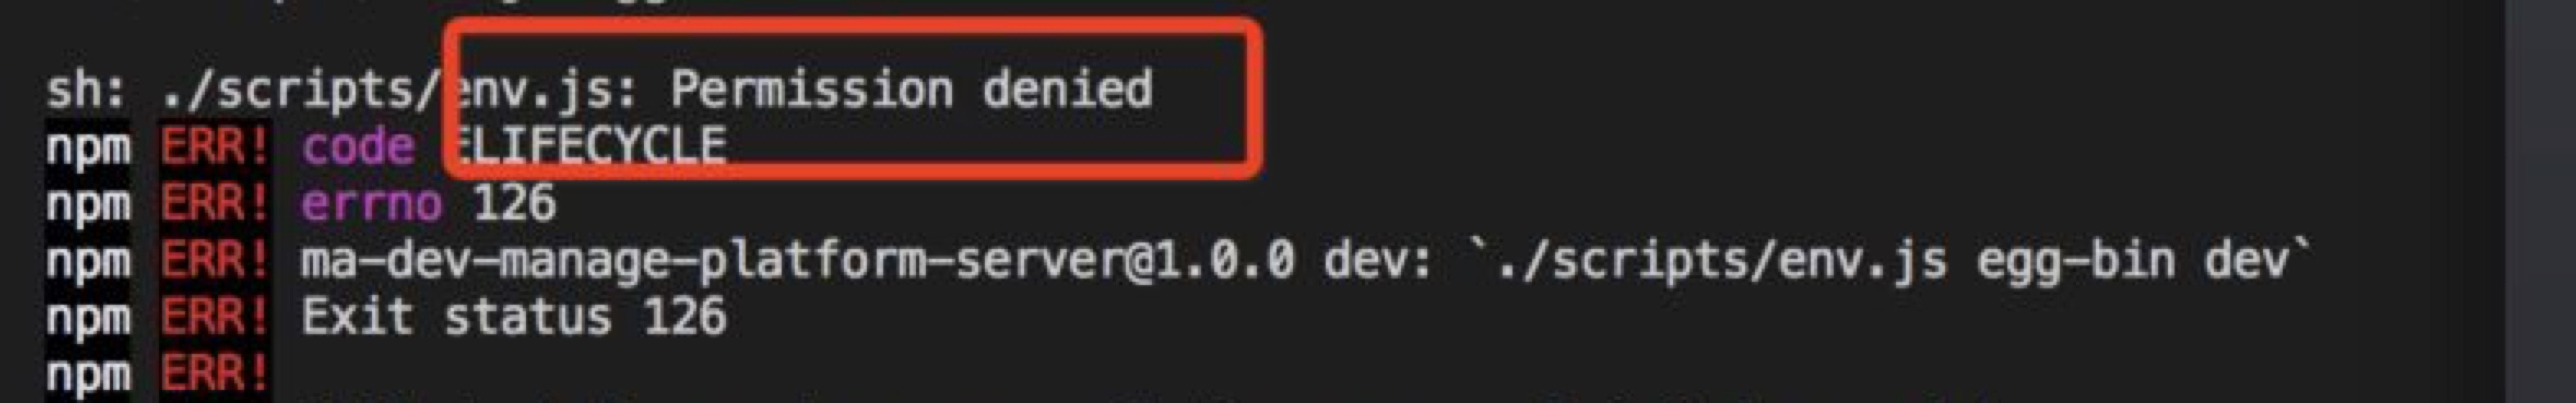 sh: ./scripts/env.js: Permission denied
npm ERR! code ELIFECYCLE
npm ERR! errno 126
npm ERR! ma-dev-manage-platform-server@1.0.0 dev: `./scripts/env.js egg-bin dev`
npm ERR! Exit status 126
npm ERR!